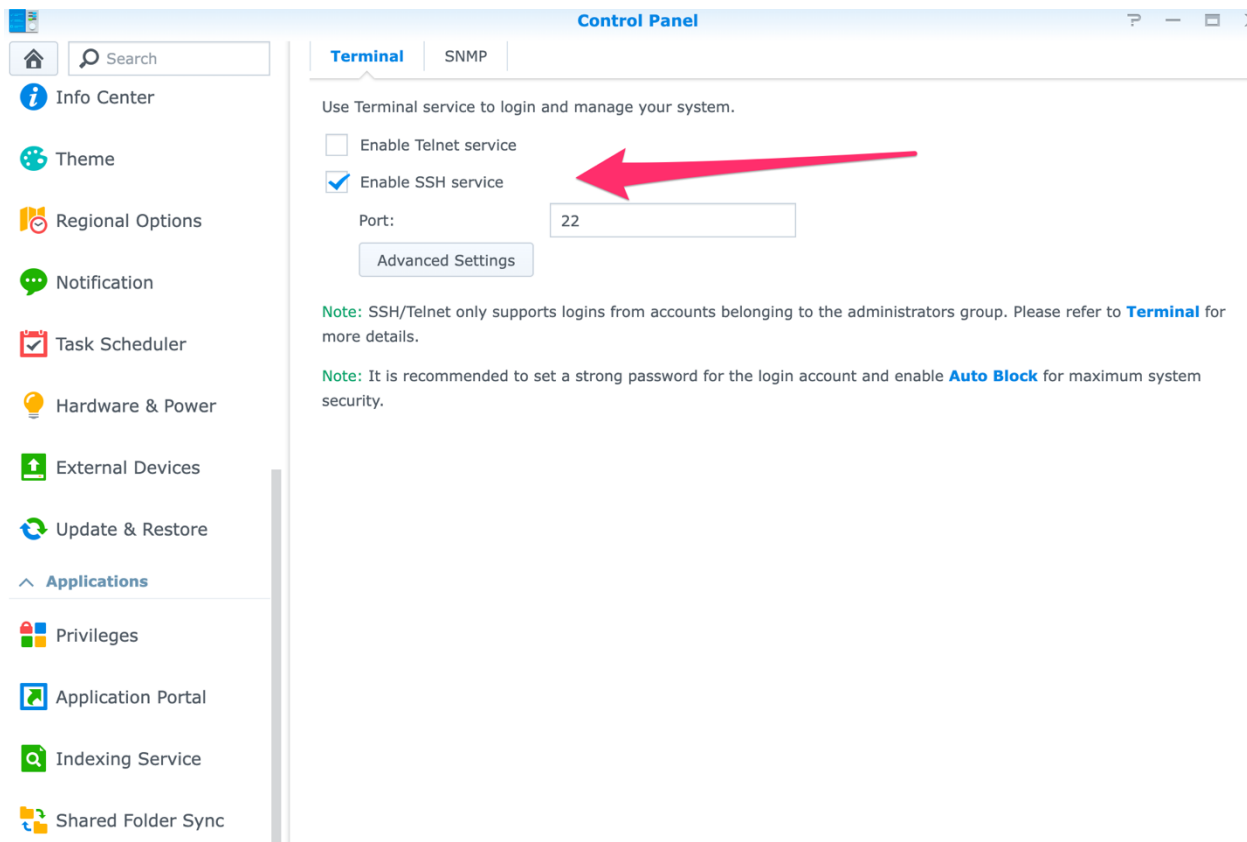 Control Panel
Search
Info Center
Theme
Regional Options
Notification
Task Scheduler
Hardware & Power
External Devices
Update & Restore
Applications
Privileges
Application Portal
Indexing Service
Shared Folder Sync
Terminal
SNMP
Use Terminal service to login and manage your system.
Enable Telnet service
Enable SSH service
Port:
22
Advanced Settings
Note: SSH/Telnet only supports logins from accounts belonging to the administrators group. Please refer to Terminal for
more details.
Note: It is recommended to set a strong password for the login account and enable Auto Block for maximum system
security.